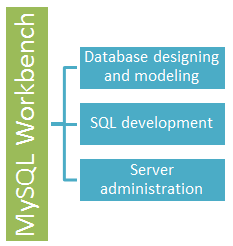 MySQL Workbench
Database designing
and modeling
SQL development
Server
administration